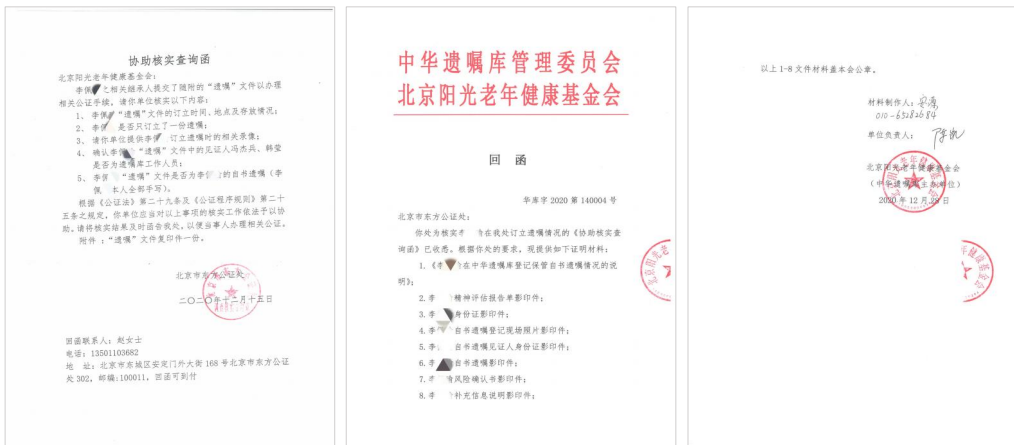 协助核实查询函
北京阳光老年健康基金会：
李佩 之相关继承人提交了随附的“遗嘱”文件以办理
相关公证手续。请你单位核实以下内容：
1、 李佩 “遗嘱”文件的订立时间、地点及存放情况；
2、 李佩 是否只订立了一份遗嘱；
3、 请你单位提供李佩 订立遗嘱时的相关录像；
4、 确认李佩 “遗嘱”文件中的见证人冯杰兵、韩莹
是否为遗嘱库工作人员；
5、 李佩 “遗嘱”文件是否为李佩 的自书遗嘱（李
佩 本人全部手写）。
根据《公证法》第二十九条及《公证程序规则》第二十
五条之规定，你单位应当对以上事项的核实工作依法予以协
助。请将核实结果及时函告我处，以便当事人办理相关公证。
附件：“遗嘱”文件复印件一份。
北京市东方公证处
二〇二〇年十二月十五日
回函联系人：赵女士
电话：13501103682
地 址：北京市东城区安定门外大街 168 号北京市东方公证
处 302，邮编:100011，回函可到付
中华遗嘱库管理委员会
北京阳光老年健康基金会
回 函
华库字 2020 第 140004 号
北京市东方公证处：
你处为核实李 在我处订立遗嘱情况的《协助核实查
询函》已收悉。根据你处的要求，现提供如下证明材料：
1.《李 在中华遗嘱库登记保管自书遗嘱情况的说
明》；
2.李 精神评估报告单影印件；
3.李 身份证影印件；
4.李 自书遗嘱登记现场照片影印件；
5.李 自书遗嘱见证人身份证影印件；
6.李 自书遗嘱影印件；
7.李 风险确认书影印件；
8.李 补充信息说明影印件；
以上 1-8 文件材料盖本会公章。
材料制作人：
010-65282684
单位负责人：
北京阳光老年健康基金会
（中华遗嘱库主办单位）
2020 年 12 月 28 日